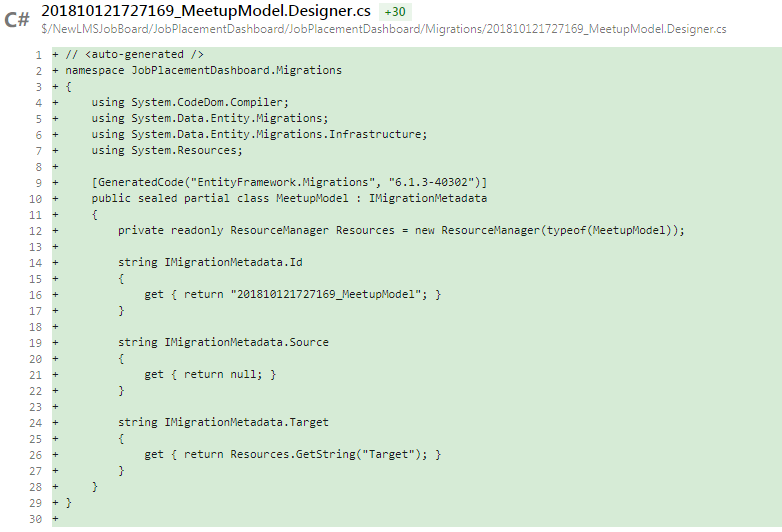 C# 201810121727169_MeetupModel.Designer.cs +30
$/NewLMSJobBoard/JobPlacementDashboard/JobPlacementDashboard/Migrations/201810121727169_MeetupModel.Designer.cs
1 + // <auto-generated />
2 + namespace JobPlacementDashboard.Migrations
3 + {
4 +     using System.CodeDom.Compiler;
5 +     using System.Data.Entity.Migrations;
6 +     using System.Data.Entity.Migrations.Infrastructure;
7 +     using System.Resources;
8 +
9 +     [GeneratedCode("EntityFramework.Migrations", "6.1.3-40302")]
10 +     public sealed partial class MeetupModel : IMigrationMetadata
11 +     {
12 +         private readonly ResourceManager Resources = new ResourceManager(typeof(MeetupModel));
13 +
14 +         string IMigrationMetadata.Id
15 +         {
16 +             get { return "201810121727169_MeetupModel"; }
17 +         }
18 +
19 +         string IMigrationMetadata.Source
20 +         {
21 +             get { return null; }
22 +         }
23 +
24 +         string IMigrationMetadata.Target
25 +         {
26 +             get { return Resources.GetString("Target"); }
27 +         }
28 +     }
29 + }
30 +